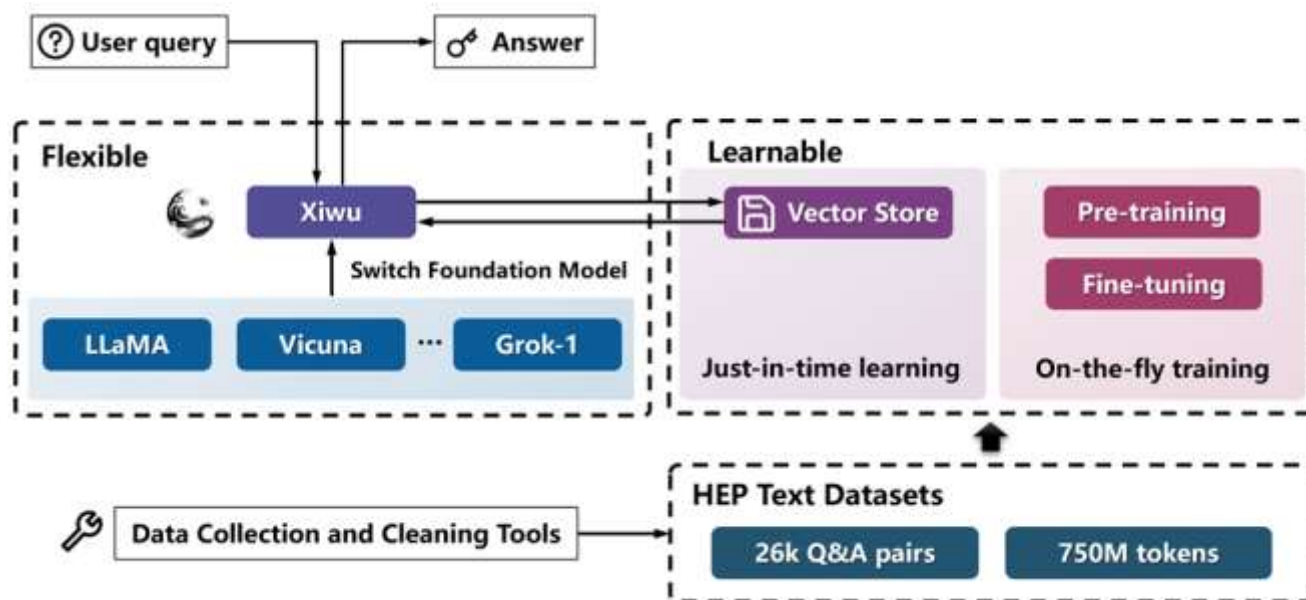 User query
Answer
Flexible
Learnable
Xiwu
Vector Store
Pre-training
Switch Foundation Model
Fine-tuning
LLaMA
Vicuna
...
Grok-1
Just-in-time learning
On-the-fly training
HEP Text Datasets
Data Collection and Cleaning Tools
26k Q&A pairs
750M tokens